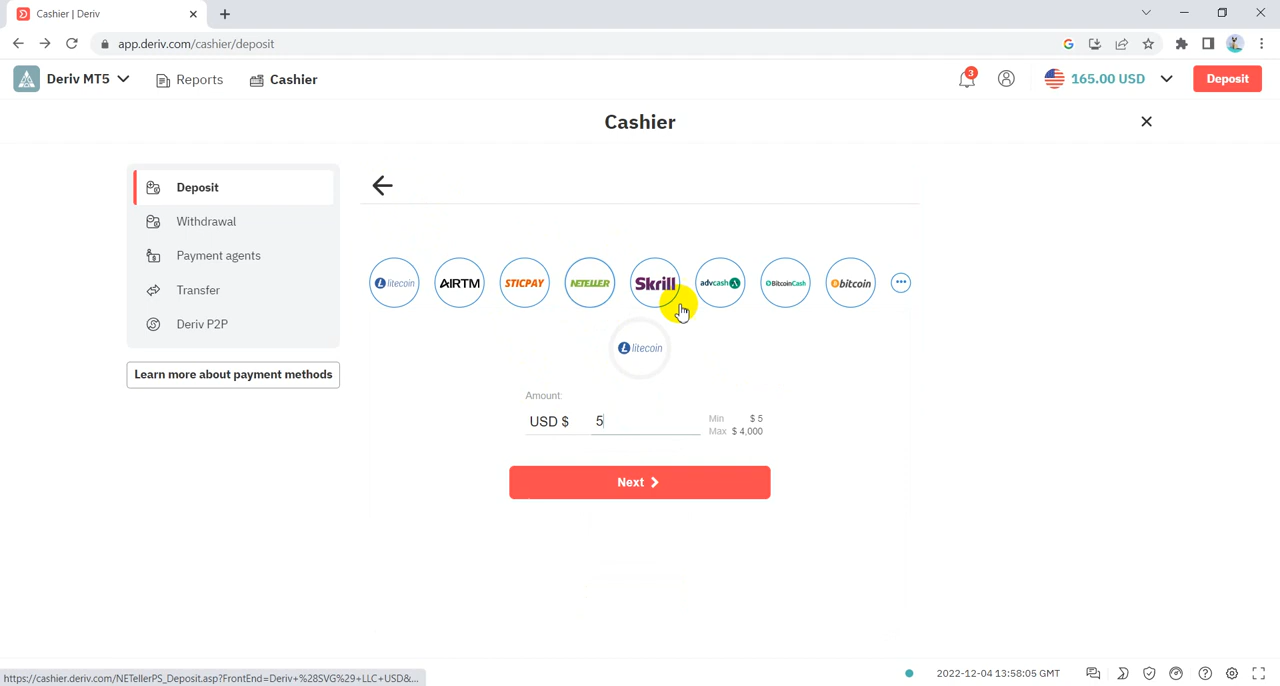 Cashier | Deriv
app.deriv.com/cashier/deposit
Deriv MT5
Reports
Cashier
3
165.00 USD
Deposit
Cashier
Deposit
Withdrawal
Payment agents
Transfer
Deriv P2P
Learn more about payment methods
litecoin
AIRTM
STICPAY
NETELLER
Skrill
advcash
BitcoinCash
bitcoin
litecoin
Amount:
USD $ 5
Min $ 5
Max $ 4,000
Next
https://cashier.deriv.com/NETellerPS_Deposit.asp?FrontEnd=Deriv+%28SVG%29+LLC+USD&...
2022-12-04 13:58:05 GMT